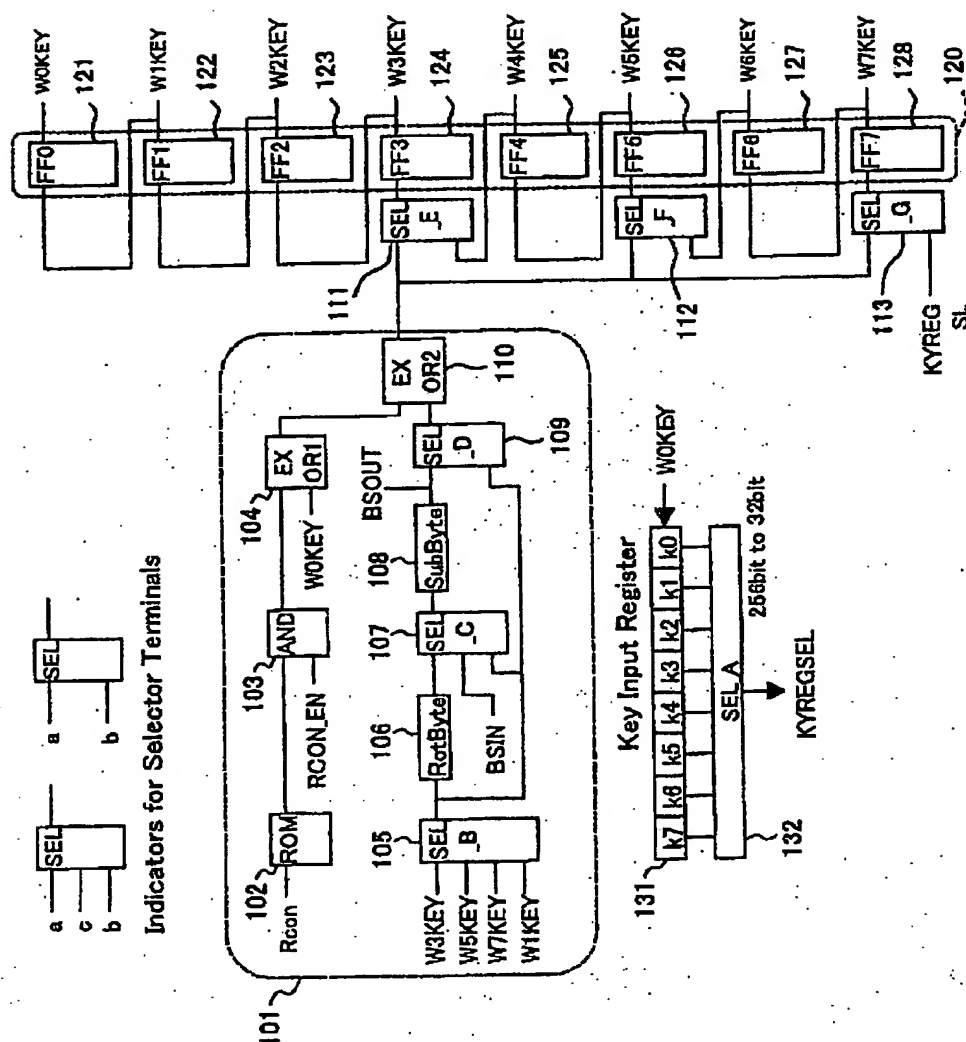 a
SEL
c
b
a
SEL
b
Indicators for Selector Terminals
101
Rcon
102
ROM
103
AND
RCON_EN
104
EX
OR1
W0KEY
EX
OR2
110
W3KEY
W5KEY
W7KEY
W1KEY
105
SEL
_B
106
RotByte
107
SEL
_C
BSIN
108
SubByte
BSOUT
SEL
_D
109
Key Input Register
131
k7
k6
k5
k4
k3
k2
k1
k0
W0KEY
SEL_A
132
256bit to 32bit
KYREGSEL
111
SEL
_E
SEL
_F
112
SEL
_G
113
KYREG
FF0
W0KEY
121
FF1
W1KEY
122
FF2
W2KEY
123
FF3
W3KEY
124
FF4
W4KEY
125
FF5
W5KEY
126
FF6
W6KEY
127
FF7
W7KEY
128
120